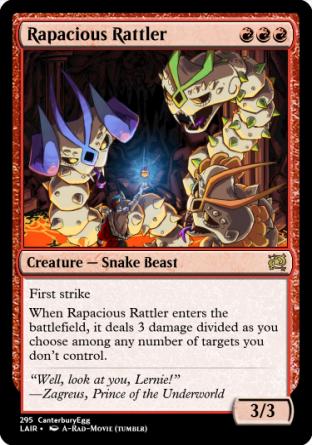 Rapacious Rattler
Creature — Snake Beast
First strike
When Rapacious Rattler enters the
battlefield, it deals 3 damage divided as you
choose among any number of targets you
don't control.
“Well, look at you, Lernie!”
—Zagreus, Prince of the Underworld
3/3
295 CanterburyEgg
LAIR • A-Rad-Movie (tumblr)